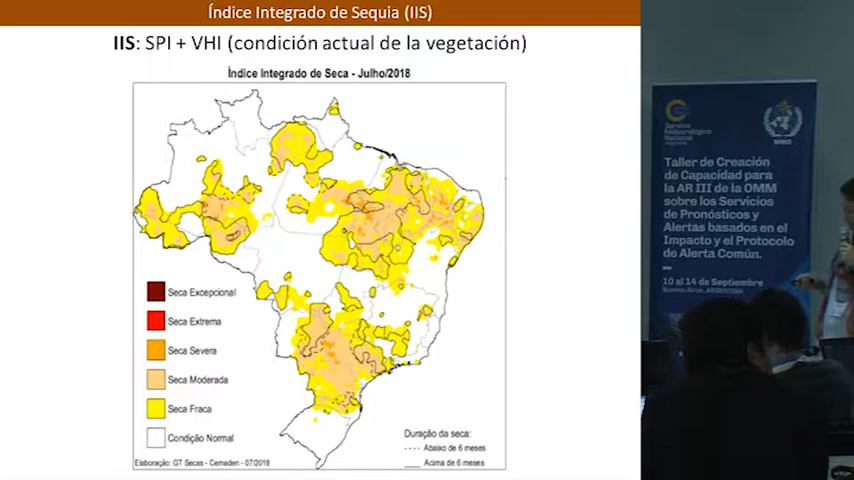 Índice Integrado de Sequia (IIS)
IIS: SPI + VHI (condición actual de la vegetación)
Índice Integrado de Seca - Julho/2018
Seca Excepcional
Seca Extrema
Seca Severa
Seca Moderada
Seca Fraca
Condição Normal
Duração da seca:
Abaixo de 6 meses
Acima de 6 meses
Elaboração: GT Secas - Cemaden - 07/2018
Servicio
Meteorológico
Nacional
Argentina
WMO
Taller de Creación
de Capacidad para
la AR III de la OMM
sobre los Servicios
de Pronósticos y
Alertas basados en el
Impacto y el Protocolo
de Alerta Común.
10 al 14 de Septiembre
Buenos Aires, ARGENTINA